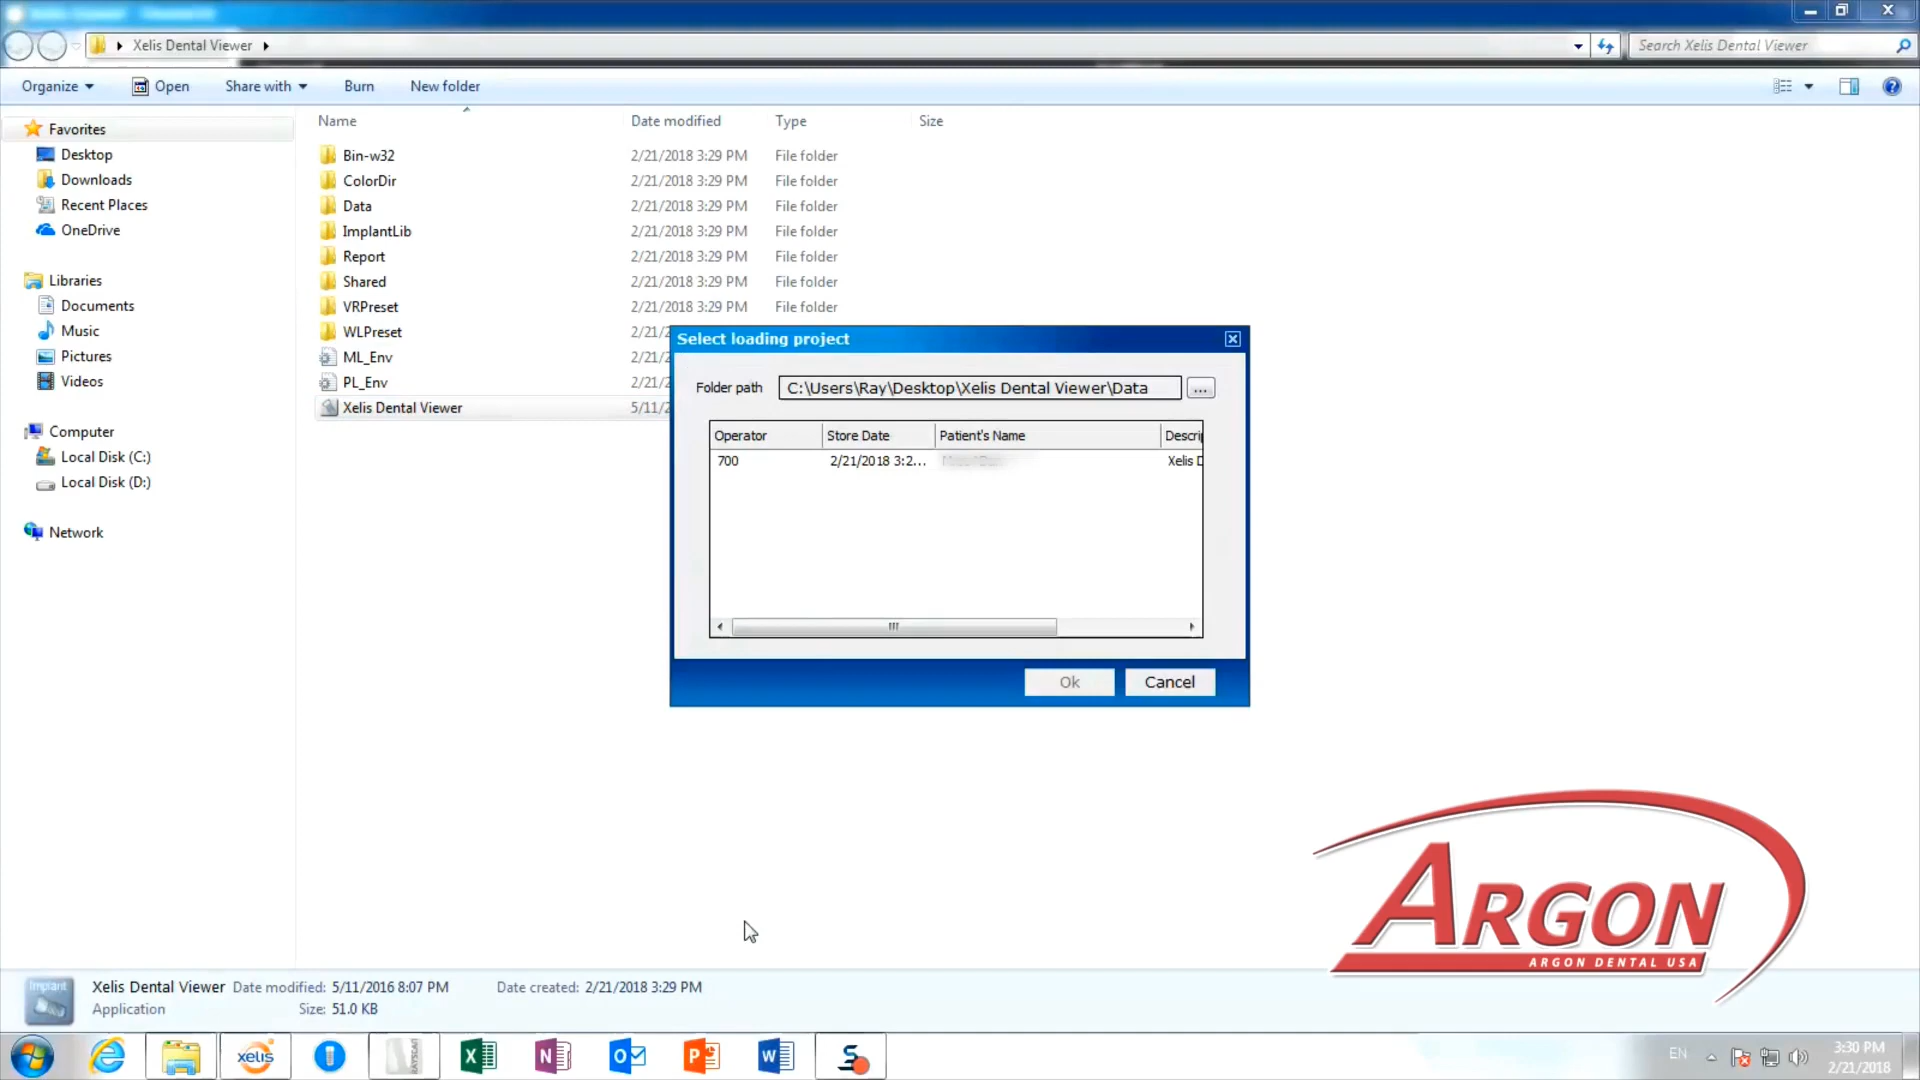 Xelis Dental Viewer
Search Xelis Dental Viewer
Organize Open Share with Burn New folder
Name Date modified Type Size
Favorites
Desktop
Downloads
Recent Places
OneDrive
Libraries
Documents
Music
Pictures
Videos
Computer
Local Disk (C:)
Local Disk (D:)
Network
Bin-w32 2/21/2018 3:29 PM File folder
ColorDir 2/21/2018 3:29 PM File folder
Data 2/21/2018 3:29 PM File folder
ImplantLib 2/21/2018 3:29 PM File folder
Report 2/21/2018 3:29 PM File folder
Shared 2/21/2018 3:29 PM File folder
VRPreset 2/21/2018 3:29 PM File folder
WLPreset 2/21/2
ML_Env 2/21/2
PL_Env 2/21/2
Xelis Dental Viewer 5/11/2
Select loading project
Folder path C:\Users\Ray\Desktop\Xelis Dental Viewer\Data ...
Operator Store Date Patient's Name Descrip
700 2/21/2018 3:2... Xelis D
Ok Cancel
ARGON
ARGON DENTAL USA
Implant
Xelis Dental Viewer Date modified: 5/11/2016 8:07 PM Date created: 2/21/2018 3:29 PM
Application Size: 51.0 KB
xelis
RAYSCAN
EN
3:30 PM
2/21/2018